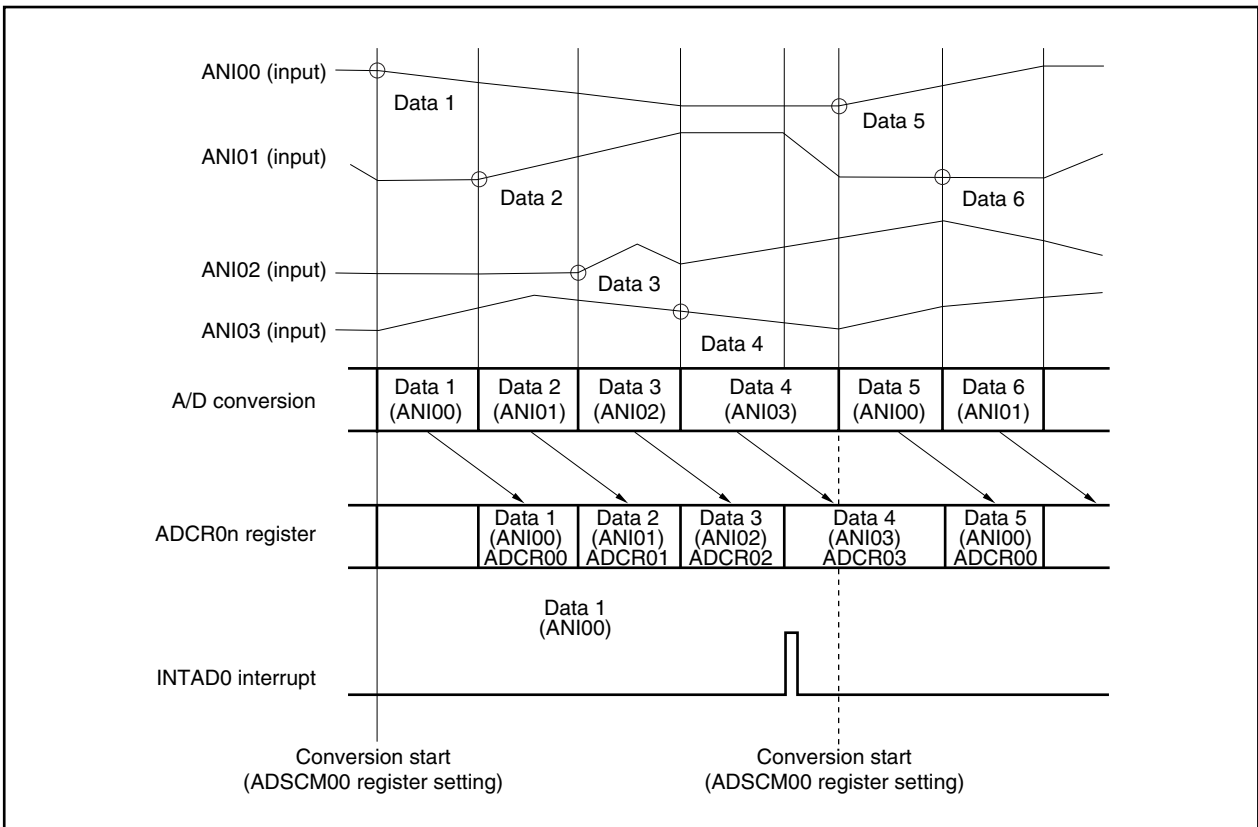 ANI00 (input)
Data 1
Data 5
ANI01 (input)
Data 2
Data 6
ANI02 (input)
Data 3
ANI03 (input)
Data 4
A/D conversion
Data 1
(ANI00)
Data 2
(ANI01)
Data 3
(ANI02)
Data 4
(ANI03)
Data 5
(ANI00)
Data 6
(ANI01)
ADCR0n register
Data 1
(ANI00)
ADCR00
Data 2
(ANI01)
ADCR01
Data 3
(ANI02)
ADCR02
Data 4
(ANI03)
ADCR03
Data 5
(ANI00)
ADCR00
Data 1
(ANI00)
INTAD0 interrupt
Conversion start
(ADSCM00 register setting)
Conversion start
(ADSCM00 register setting)